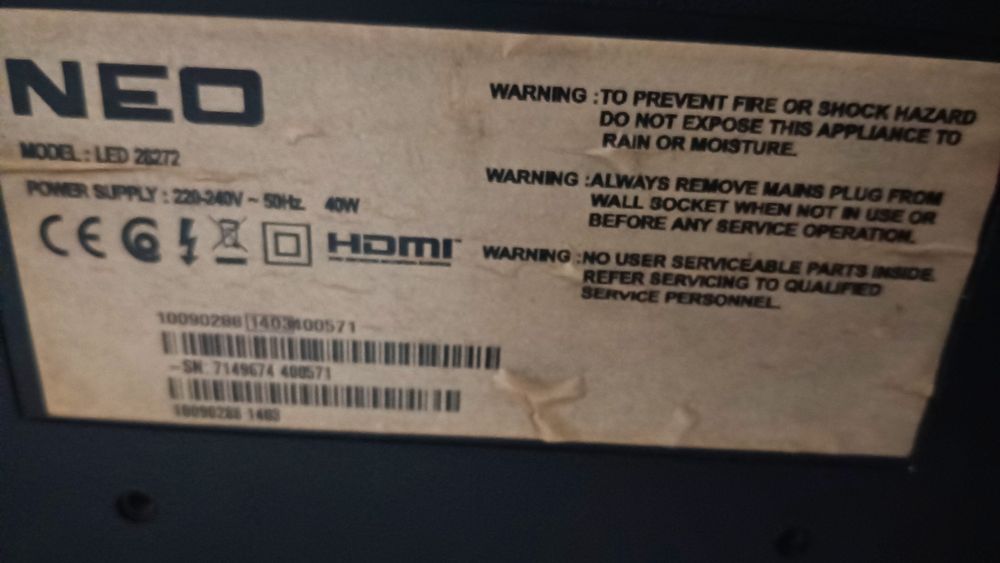 NEO
MODEL : LED 28272
POWER SUPPLY : 220-240V ~ 50Hz. 40W
CE
HDMI
WARNING :TO PREVENT FIRE OR SHOCK HAZARD
DO NOT EXPOSE THIS APPLIANCE TO
RAIN OR MOISTURE.
WARNING :ALWAYS REMOVE MAINS PLUG FROM
WALL SOCKET WHEN NOT IN USE OR
BEFORE ANY SERVICE OPERATION.
WARNING :NO USER SERVICEABLE PARTS INSIDE.
REFER SERVICING TO QUALIFIED
SERVICE PERSONNEL.
10090288 1403 400571
SN: 7149674 400571
10090288 1403